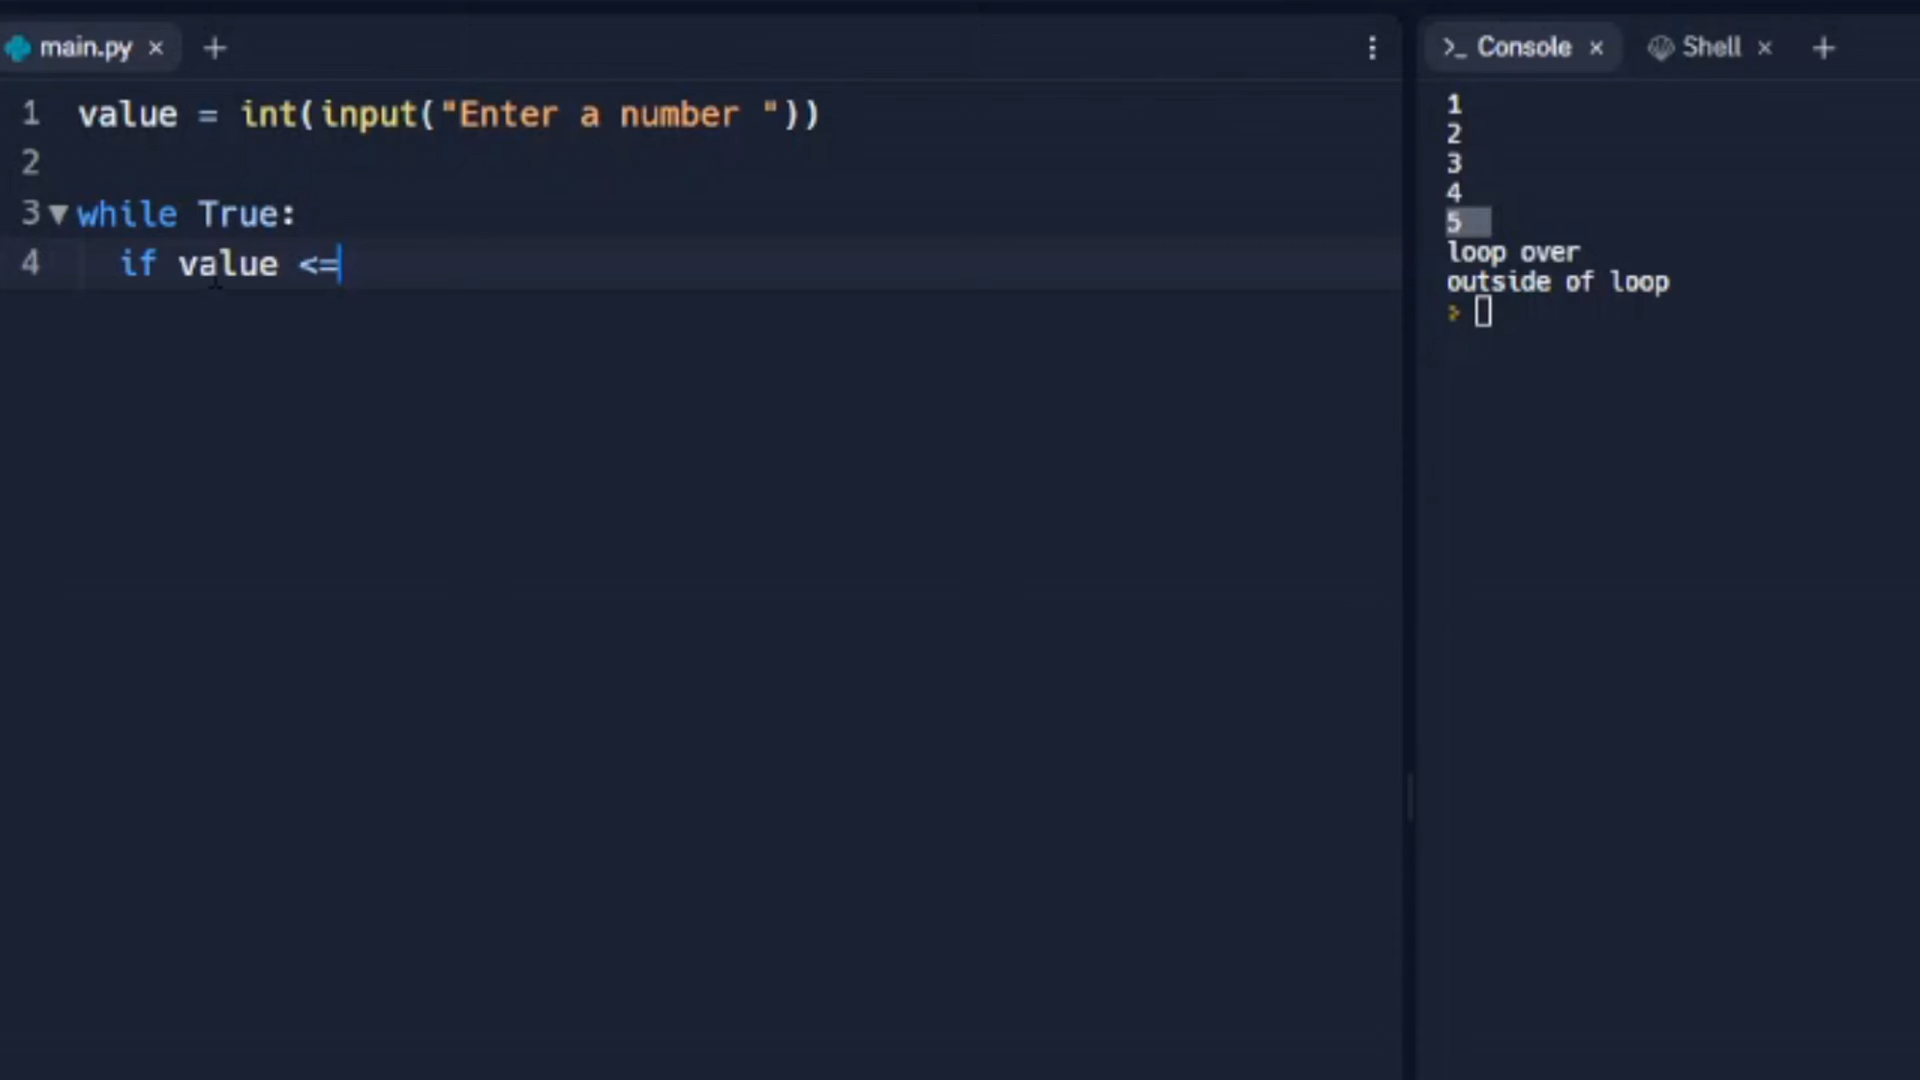 main.py × +
>_ Console × Shell × +
1 value = int(input("Enter a number "))
2
3 while True:
4 if value <=
1
2
3
4
5
loop over
outside of loop
>